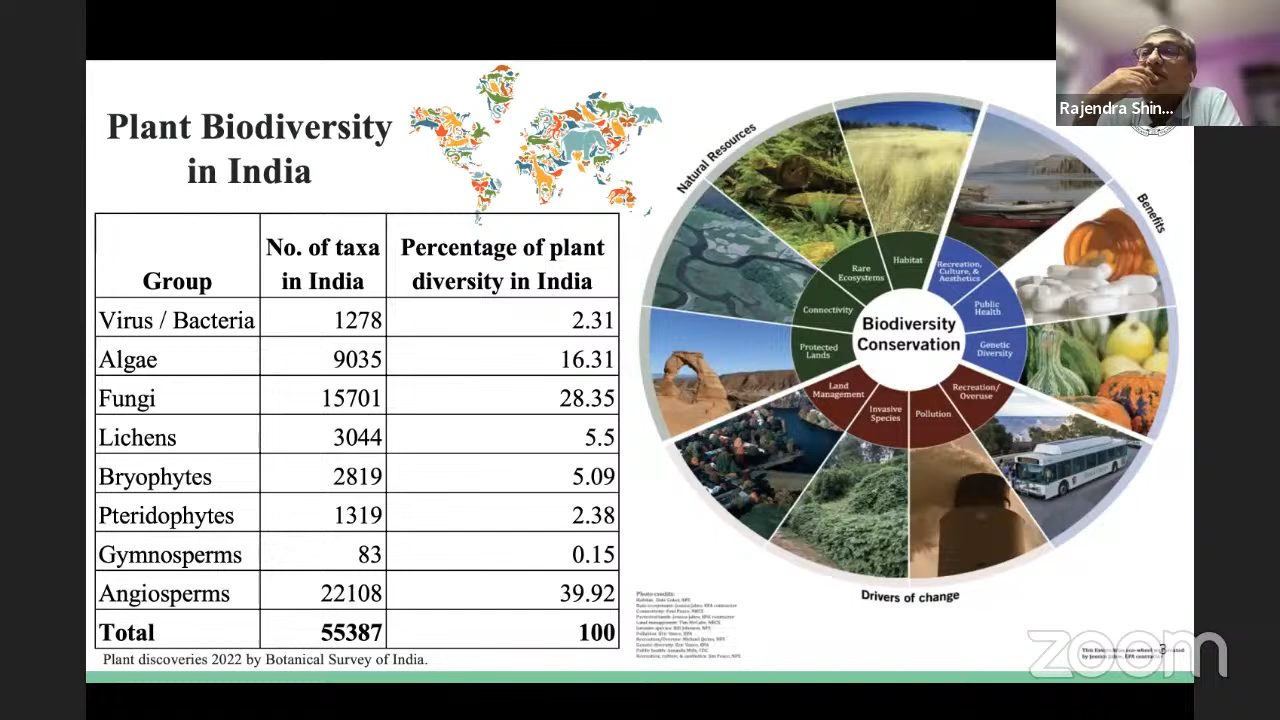 Rajendra Shin...
Plant Biodiversity
in India
Group
No. of taxa
in India
Percentage of plant
diversity in India
Virus / Bacteria 1278 2.31
Algae 9035 16.31
Fungi 15701 28.35
Lichens 3044 5.5
Bryophytes 2819 5.09
Pteridophytes 1319 2.38
Gymnosperms 83 0.15
Angiosperms 22108 39.92
Total 55387 100
Plant discoveries 2022 by Botanical Survey of India.
Natural Resources
Benefits
Habitat
Rare
Ecosystems
Connectivity
Protected
Lands
Recreation,
Culture, &
Aesthetics
Public
Health
Genetic
Diversity
Biodiversity
Conservation
Land
Management
Invasive
Species
Pollution
Recreation/
Overuse
Drivers of change
Photo credits:
zoom